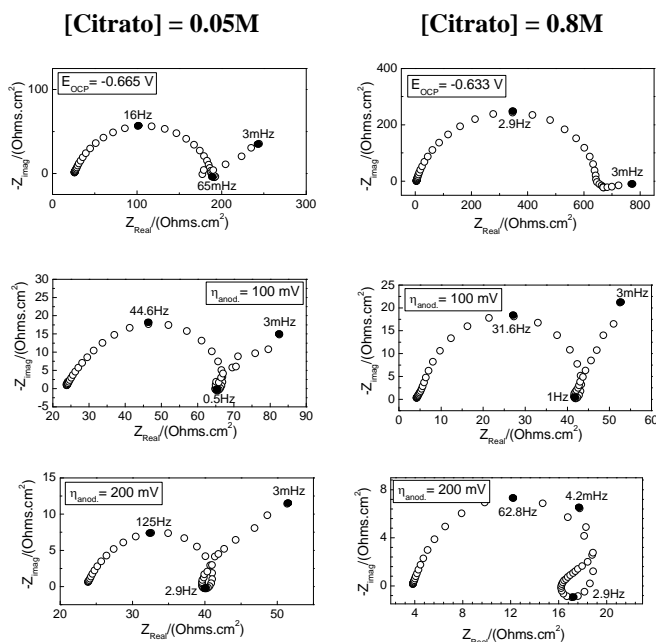 [Citrato] = 0.05M
[Citrato] = 0.8M
E_OCP = -0.665 V
16Hz
3mHz
65mHz
100
0
0
100
200
300
-Z_imag/(Ohms.cm²)
Z_Real/(Ohms.cm²)
E_OCP = -0.633 V
2.9Hz
3mHz
400
200
0
0
200
400
600
800
-Z_imag/(Ohms.cm²)
Z_Real/(Ohms.cm²)
η_anod. = 100 mV
44.6Hz
3mHz
0.5Hz
30
25
20
15
10
5
0
-5
20
30
40
50
60
70
80
90
-Z_imag/(Ohms.cm²)
Z_Real/(Ohms.cm²)
η_anod. = 100 mV
3mHz
31.6Hz
1Hz
25
20
15
10
5
0
0
10
20
30
40
50
60
-Z_imag/(Ohms.cm²)
Z_Real/(Ohms.cm²)
η_anod. = 200 mV
3mHz
125Hz
2.9Hz
15
10
5
0
20
30
40
50
-Z_imag/(Ohms.cm²)
Z_Real/(Ohms.cm²)
η_anod. = 200 mV
4.2mHz
62.8Hz
2.9Hz
8
4
0
0
4
8
12
16
20
-Z_imag/(Ohms.cm²)
Z_Real/(Ohms.cm²)